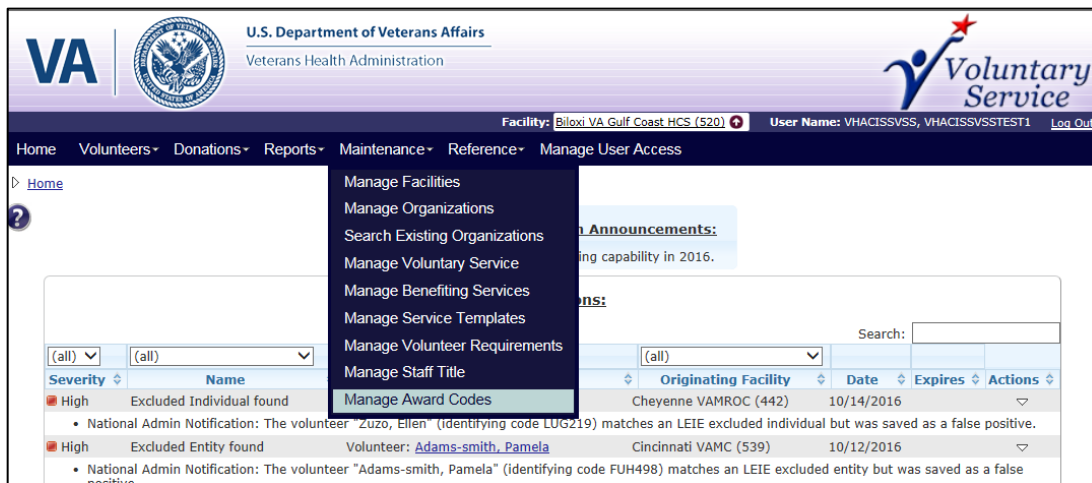 VA
U.S. Department of Veterans Affairs
Veterans Health Administration
Voluntary
Service
Facility: Biloxi VA Gulf Coast HCS (520) User Name: VHACISSVSS, VHACISSVSSTEST1 Log Out
Home Volunteers Donations Reports Maintenance Reference Manage User Access
Home
Manage Facilities
Manage Organizations
Search Existing Organizations
Manage Voluntary Service
Manage Benefiting Services
Manage Service Templates
Manage Volunteer Requirements
Manage Staff Title
Manage Award Codes
Announcements:
ing capability in 2016.
ns:
Search:
(all) (all) (all)
Severity Name Originating Facility Date Expires Actions
High Excluded Individual found Cheyenne VAMROC (442) 10/14/2016
• National Admin Notification: The volunteer "Zuzo, Ellen" (identifying code LUG219) matches an LEIE excluded individual but was saved as a false positive.
High Excluded Entity found Volunteer: Adams-smith, Pamela Cincinnati VAMC (539) 10/12/2016
• National Admin Notification: The volunteer "Adams-smith, Pamela" (identifying code FUH498) matches an LEIE excluded entity but was saved as a false
positive.